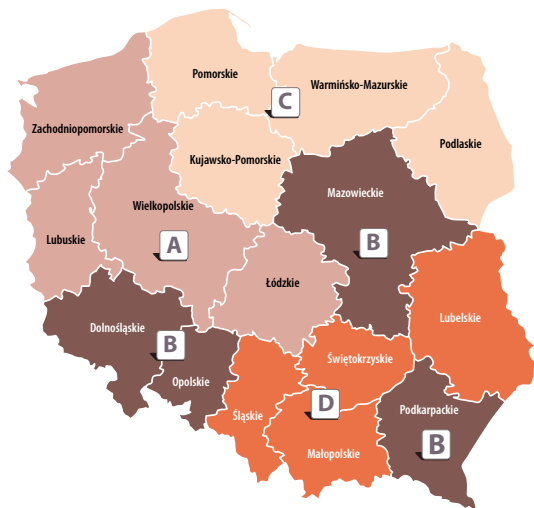 Pomorskie
Warmińsko-Mazurskie
C
Zachodniopomorskie
Podlaskie
Kujawsko-Pomorskie
Mazowieckie
Wielkopolskie
Lubuskie
A
B
Łódzkie
Lubelskie
Dolnośląskie
B
Świętokrzyskie
Opolskie
D
Podkarpackie
Śląskie
B
Małopolskie